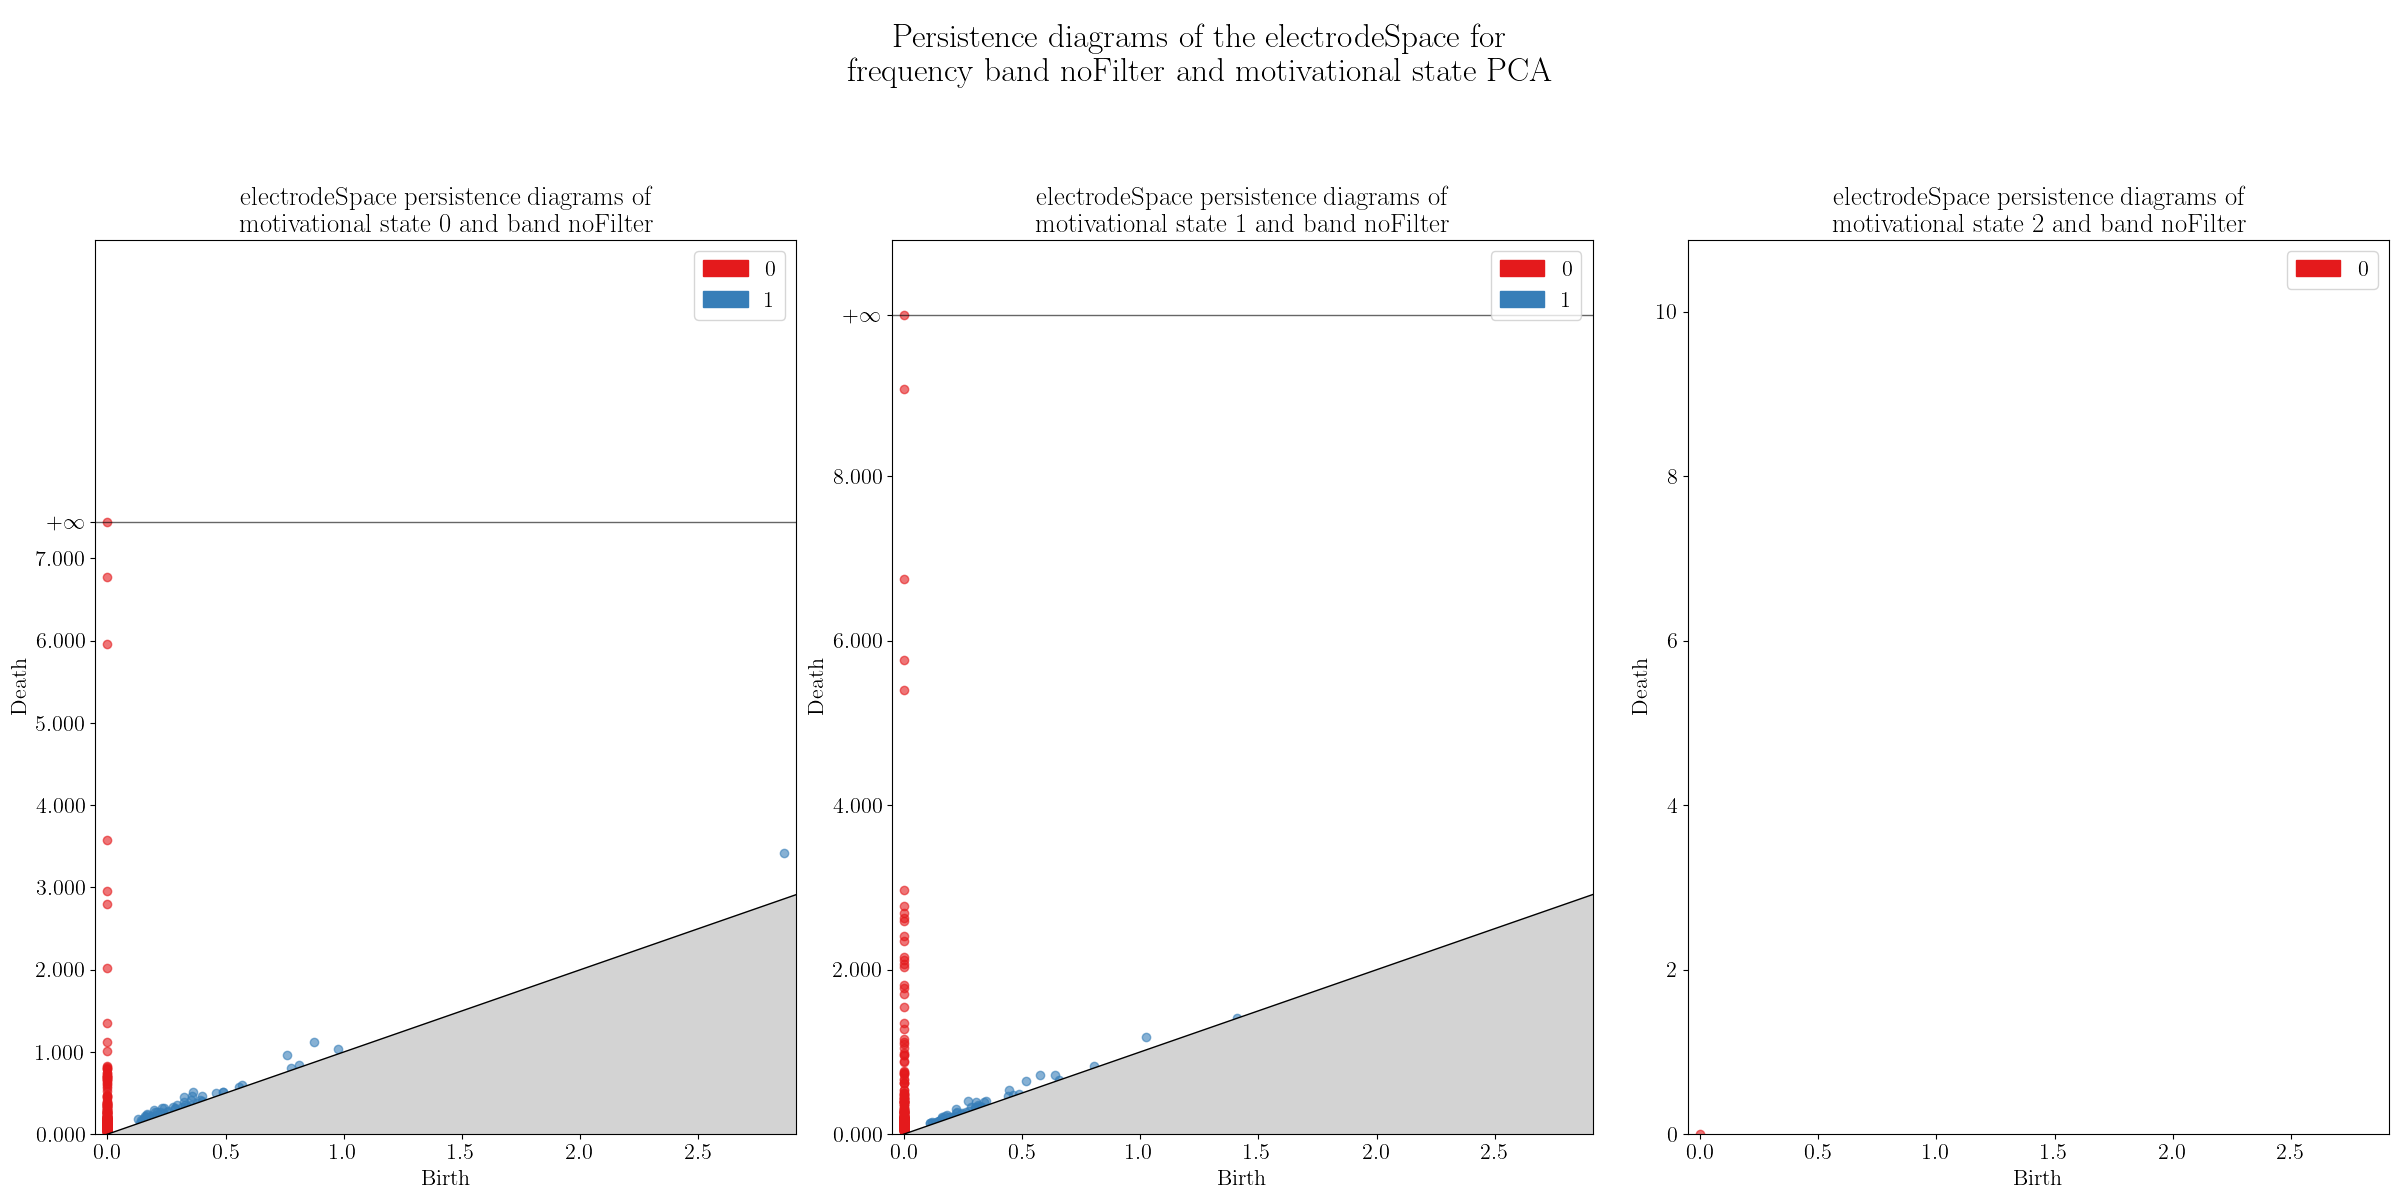 Persistence diagrams of the electrodeSpace for
frequency band noFilter and motivational state PCA
electrodeSpace persistence diagrams of
motivational state 0 and band noFilter
0
1
+∞
7.000
6.000
5.000
4.000
3.000
2.000
1.000
0.000
Death
0.0 0.5 1.0 1.5 2.0 2.5
Birth
electrodeSpace persistence diagrams of
motivational state 1 and band noFilter
0
1
+∞
8.000
6.000
4.000
2.000
0.000
Death
0.0 0.5 1.0 1.5 2.0 2.5
Birth
electrodeSpace persistence diagrams of
motivational state 2 and band noFilter
0
10
8
6
4
2
0
Death
0.0 0.5 1.0 1.5 2.0 2.5
Birth